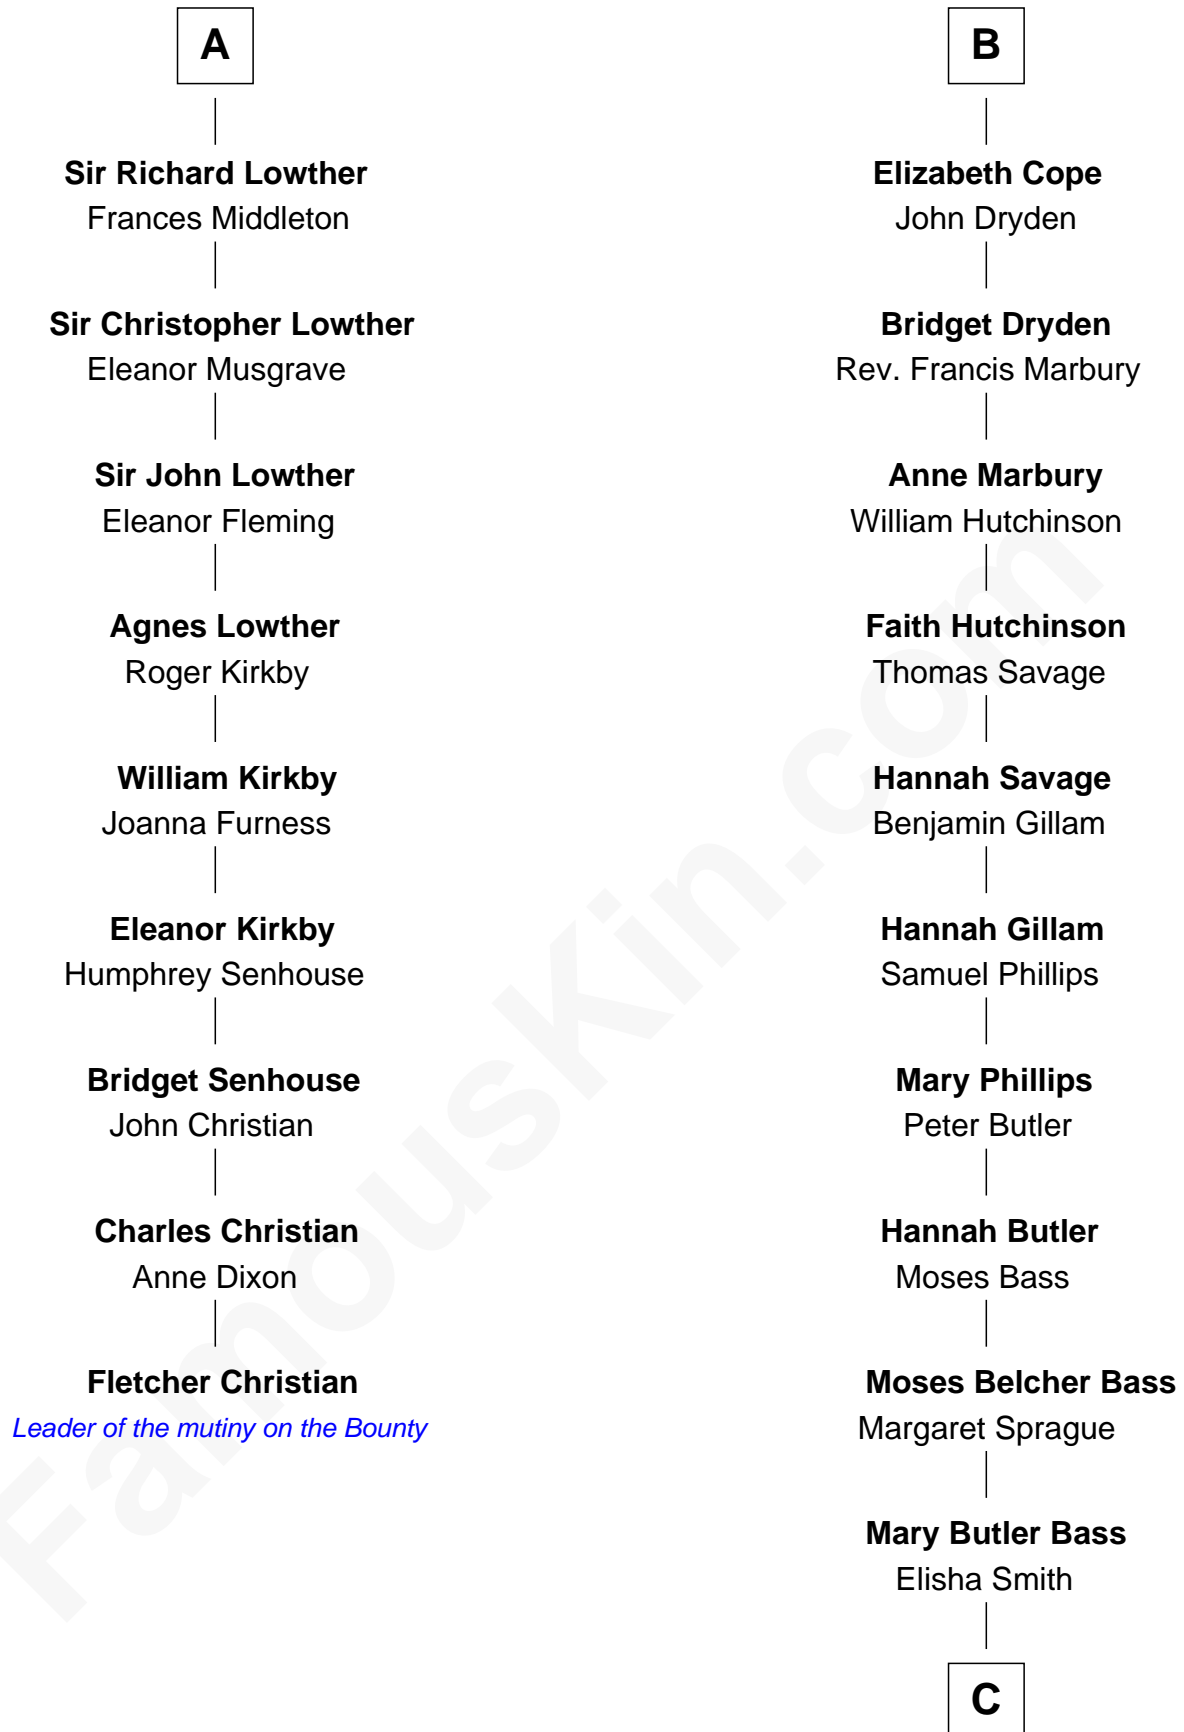 A
Sir Richard Lowther
Frances Middleton
Sir Christopher Lowther
Eleanor Musgrave
Sir John Lowther
Eleanor Fleming
Agnes Lowther
Roger Kirkby
William Kirkby
Joanna Furness
Eleanor Kirkby
Humphrey Senhouse
Bridget Senhouse
John Christian
Charles Christian
Anne Dixon
Fletcher Christian
Leader of the mutiny on the Bounty
B
Elizabeth Cope
John Dryden
Bridget Dryden
Rev. Francis Marbury
Anne Marbury
William Hutchinson
Faith Hutchinson
Thomas Savage
Hannah Savage
Benjamin Gillam
Hannah Gillam
Samuel Phillips
Mary Phillips
Peter Butler
Hannah Butler
Moses Bass
Moses Belcher Bass
Margaret Sprague
Mary Butler Bass
Elisha Smith
C
FamousKin.com